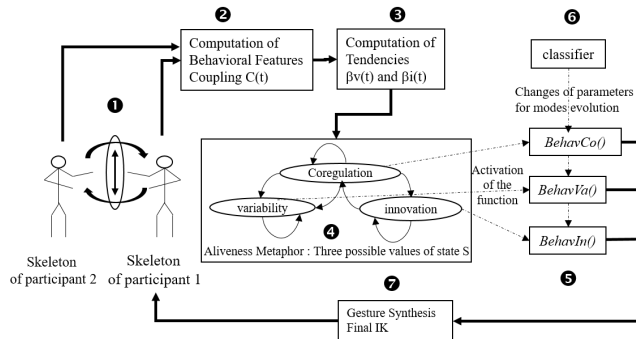 ❷
❸
❻
Computation of
Behavioral Features
Coupling C(t)
Computation of
Tendencies
βv(t) and βi(t)
classifier
❶
Changes of parameters
for modes evolution
Coregulation
BehavCo()
Activation
of the
function
variability
innovation
BehavVa()
❹
Aliveness Metaphor : Three possible values of state S
BehavIn()
Skeleton
of participant 2
Skeleton
of participant 1
❼
❺
Gesture Synthesis
Final IK